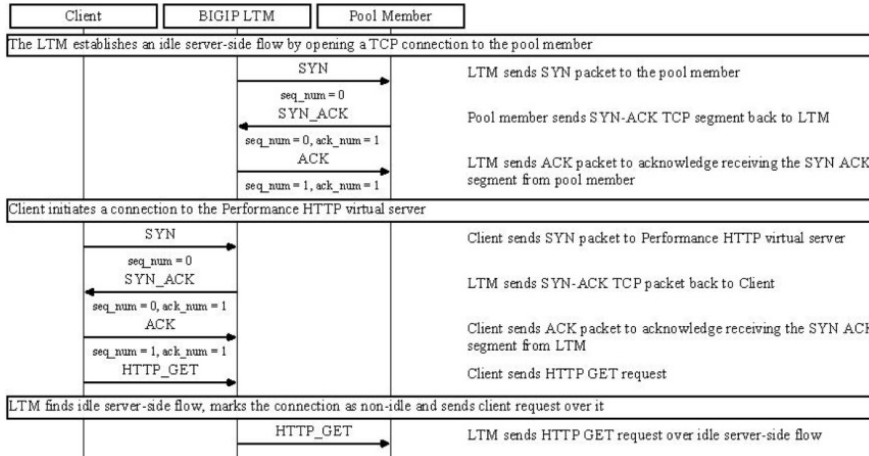 Client BIGIP LTM Pool Member
The LTM establishes an idle server-side flow by opening a TCP connection to the pool member
SYN
LTM sends SYN packet to the pool member
seq_num = 0
SYN_ACK
Pool member sends SYN-ACK TCP segment back to LTM
seq_num = 0, ack_num = 1
ACK
LTM sends ACK packet to acknowledge receiving the SYN ACK
segment from pool member
seq_num = 1, ack_num = 1
Client initiates a connection to the Performance HTTP virtual server
SYN
Client sends SYN packet to Performance HTTP virtual server
seq_num = 0
SYN_ACK
LTM sends SYN-ACK TCP packet back to Client
seq_num = 0, ack_num = 1
ACK
Client sends ACK packet to acknowledge receiving the SYN ACK
segment from LTM
seq_num = 1, ack_num = 1
HTTP_GET
Client sends HTTP GET request
LTM finds idle server-side flow, marks the connection as non-idle and sends client request over it
HTTP_GET
LTM sends HTTP GET request over idle server-side flow